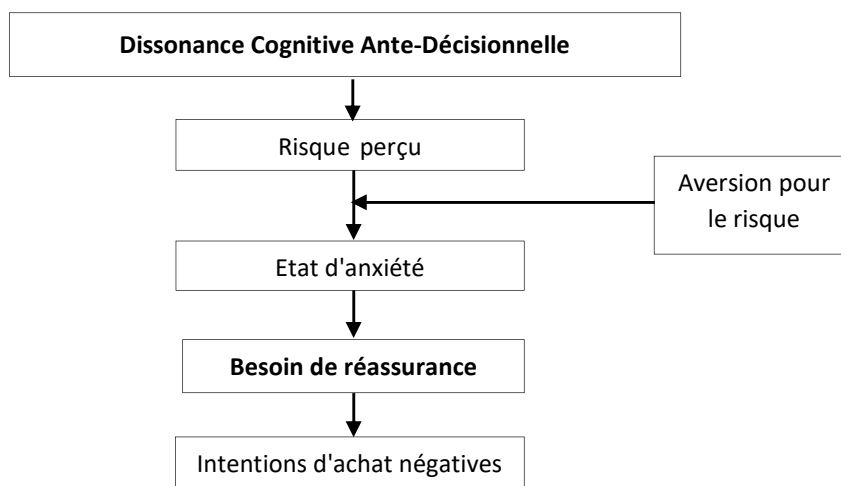 Dissonance Cognitive Ante-Décisionnelle
Risque perçu
Aversion pour
le risque
Etat d'anxiété
Besoin de réassurance
Intentions d'achat négatives